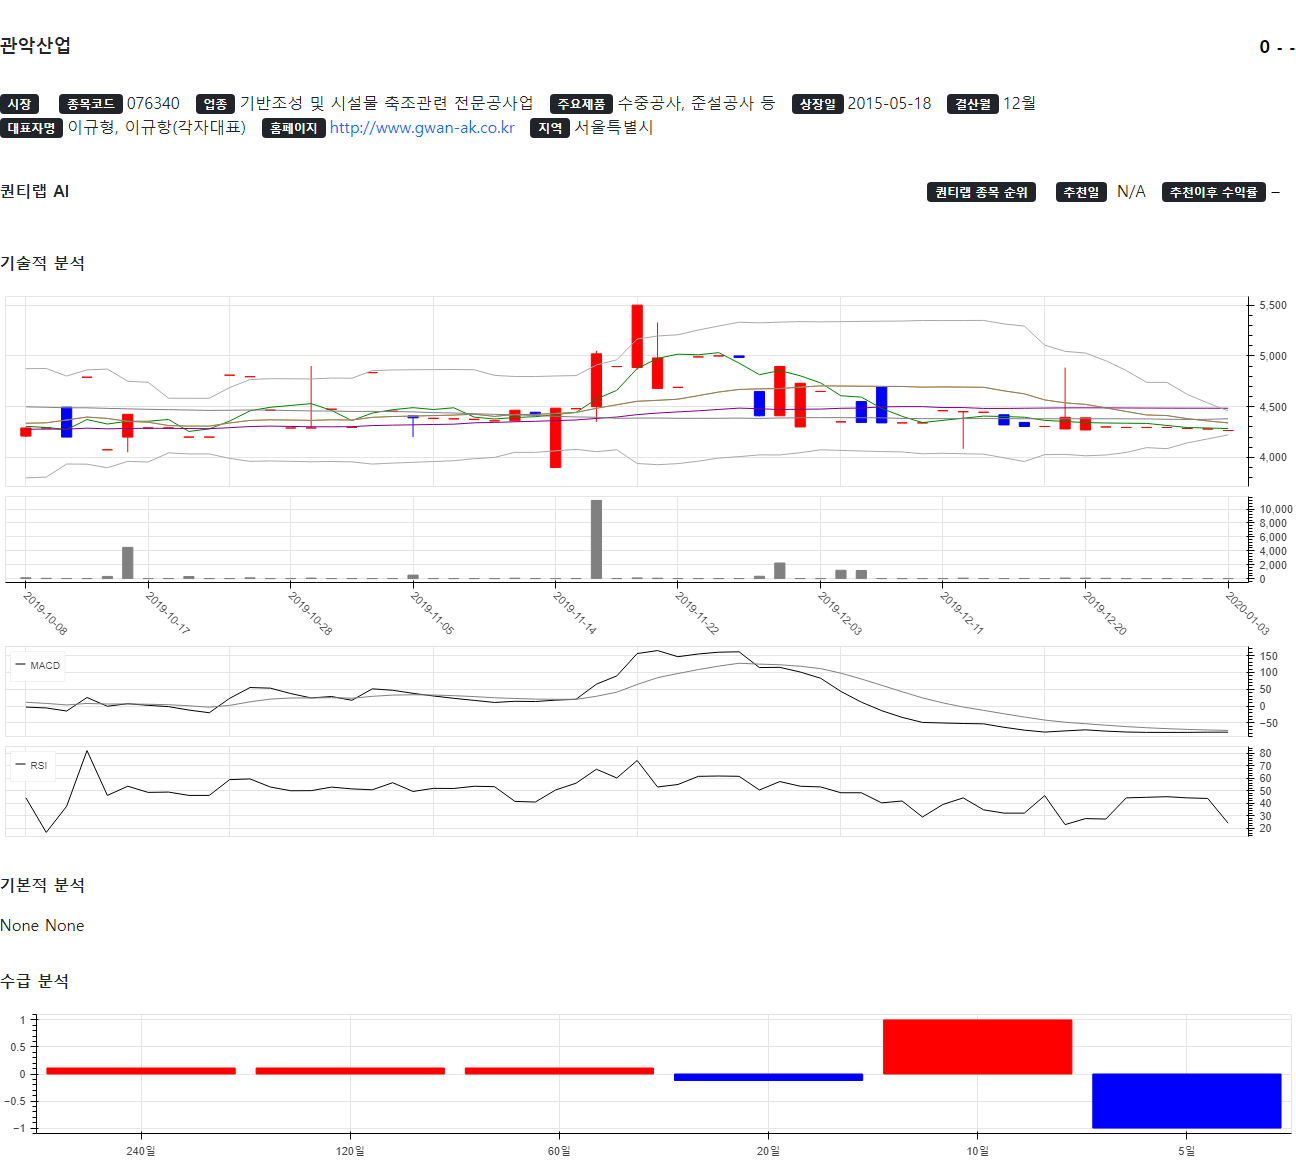 관악산업
0 - -
시장 종목코드 076340 업종 기반조성 및 시설물 축조관련 전문공사업 주요제품 수중공사, 준설공사 등 상장일 2015-05-18 결산월 12월
대표자명 이규형, 이규항(각자대표) 홈페이지 http://www.gwan-ak.co.kr 지역 서울특별시
퀀티랩 AI
퀀티랩 종목 순위 추천일 N/A 추천이후 수익률 –
기술적 분석
5,500
5,000
4,500
4,000
10,000
8,000
6,000
4,000
2,000
0
2019-10-08 2019-10-17 2019-10-28 2019-11-05 2019-11-14 2019-11-22 2019-12-03 2019-12-11 2019-12-20 2020-01-03
MACD
150
100
50
0
−50
RSI
80
70
60
50
40
30
20
기본적 분석
None None
수급 분석
1
0.5
0
−0.5
−1
240일 120일 60일 20일 10일 5일